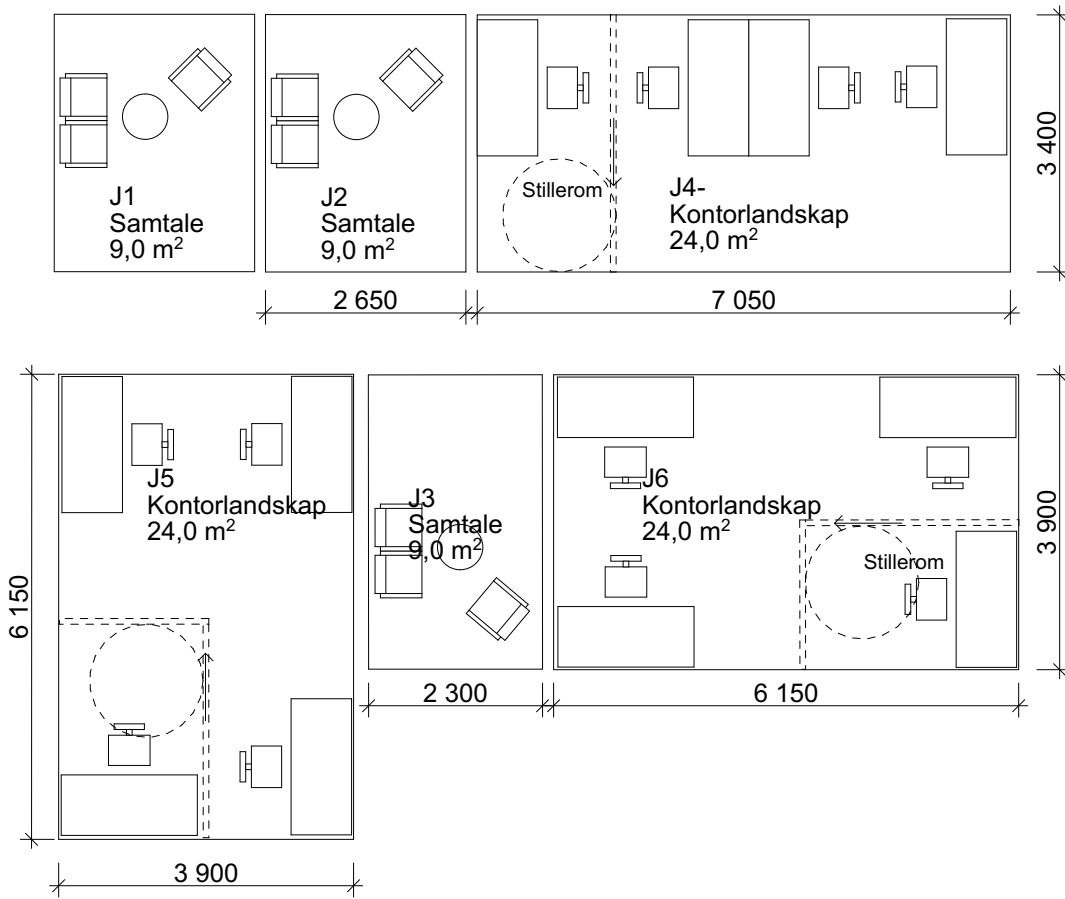 J1
Samtale
9,0 m²
J2
Samtale
9,0 m²
Stillerom
J4-
Kontorlandskap
24,0 m²
3 400
2 650
7 050
J5
Kontorlandskap
24,0 m²
J3
Samtale
9,0 m²
J6
Kontorlandskap
24,0 m²
Stillerom
3 900
6 150
2 300
6 150
3 900